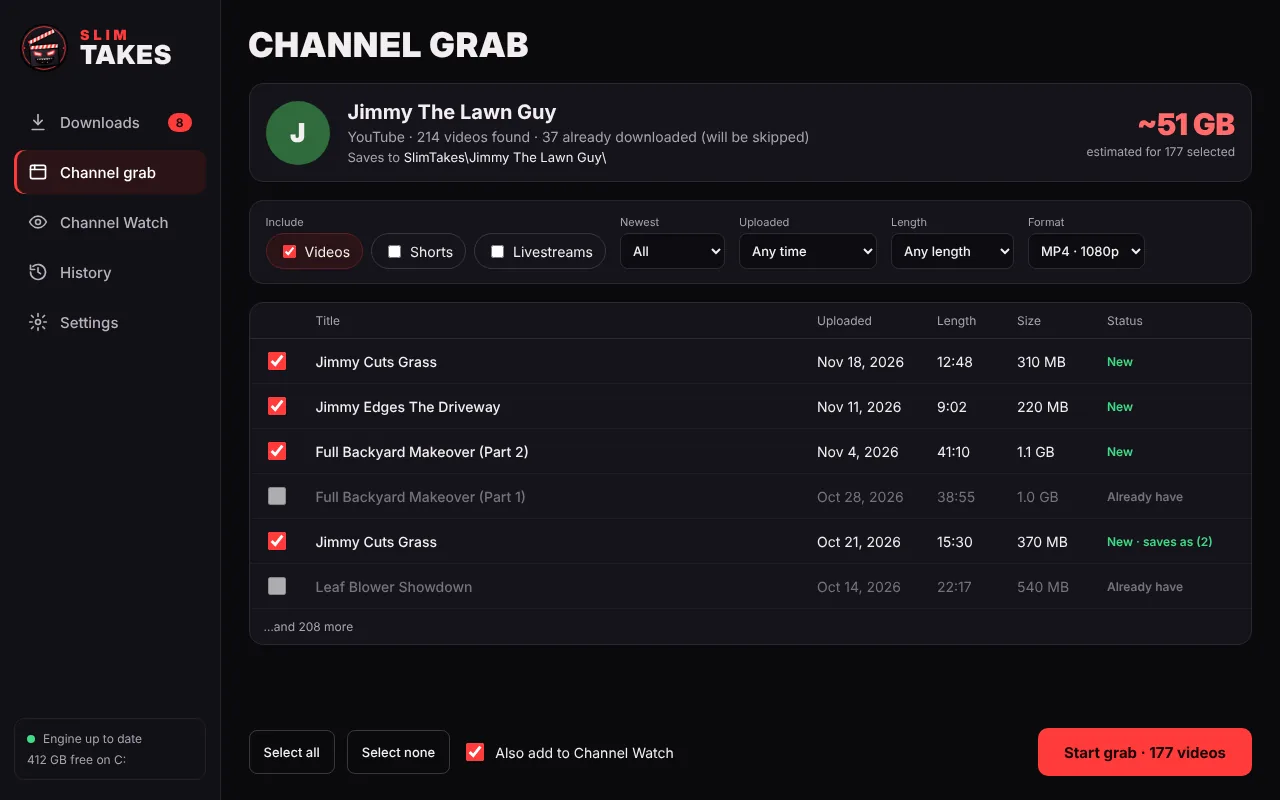 SLIM
TAKES
Downloads 8
Channel grab
Channel Watch
History
Settings
Engine up to date
412 GB free on C:
CHANNEL GRAB
J
Jimmy The Lawn Guy
YouTube · 214 videos found · 37 already downloaded (will be skipped)
Saves to SlimTakes\Jimmy The Lawn Guy\
~51 GB
estimated for 177 selected
Include Newest Uploaded Length Format
Videos Shorts Livestreams All Any time Any length MP4 · 1080p
Title Uploaded Length Size Status
Jimmy Cuts Grass Nov 18, 2026 12:48 310 MB New
Jimmy Edges The Driveway Nov 11, 2026 9:02 220 MB New
Full Backyard Makeover (Part 2) Nov 4, 2026 41:10 1.1 GB New
Full Backyard Makeover (Part 1) Oct 28, 2026 38:55 1.0 GB Already have
Jimmy Cuts Grass Oct 21, 2026 15:30 370 MB New · saves as (2)
Leaf Blower Showdown Oct 14, 2026 22:17 540 MB Already have
...and 208 more
Select all Select none Also add to Channel Watch Start grab · 177 videos